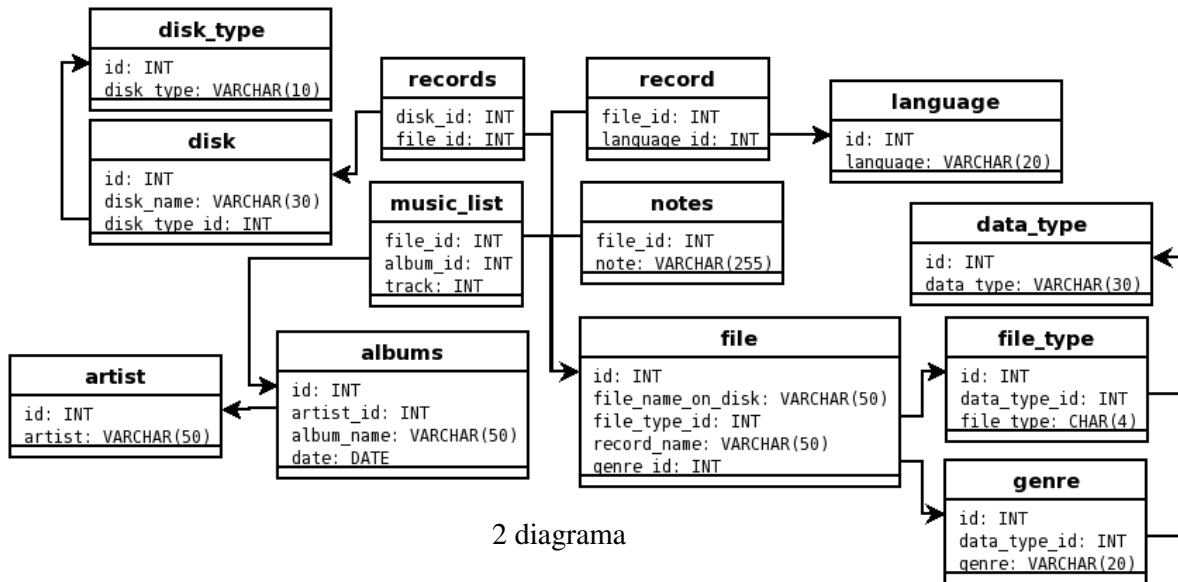 disk_type
id: INT
disk_type: VARCHAR(10)
disk
id: INT
disk_name: VARCHAR(30)
disk_type_id: INT
records
disk_id: INT
file_id: INT
record
file_id: INT
language_id: INT
language
id: INT
language: VARCHAR(20)
music_list
file_id: INT
album_id: INT
track: INT
notes
file_id: INT
note: VARCHAR(255)
data_type
id: INT
data_type: VARCHAR(30)
artist
id: INT
artist: VARCHAR(50)
albums
id: INT
artist_id: INT
album_name: VARCHAR(50)
date: DATE
file
id: INT
file_name_on_disk: VARCHAR(50)
file_type_id: INT
record_name: VARCHAR(50)
genre_id: INT
file_type
id: INT
data_type_id: INT
file_type: CHAR(4)
genre
id: INT
data_type_id: INT
genre: VARCHAR(20)
2 diagrama